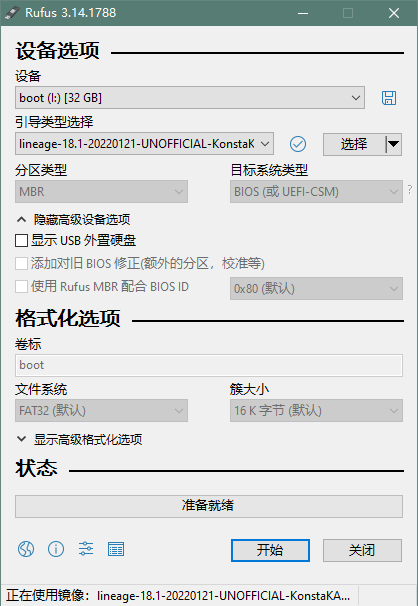 Rufus 3.14.1788
设备选项
设备
boot (I:) [32 GB]
引导类型选择
lineage-18.1-20220121-UNOFFICIAL-KonstaK
选择
分区类型
目标系统类型
MBR
BIOS (或 UEFI-CSM)
?
隐藏高级设备选项
显示 USB 外置硬盘
添加对旧 BIOS 修正(额外的分区，校准等)
使用 Rufus MBR 配合 BIOS ID
0x80 (默认)
格式化选项
卷标
boot
文件系统
簇大小
FAT32 (默认)
16 K 字节 (默认)
显示高级格式化选项
状态
准备就绪
开始
关闭
正在使用镜像：lineage-18.1-20220121-UNOFFICIAL-KonstaKA...